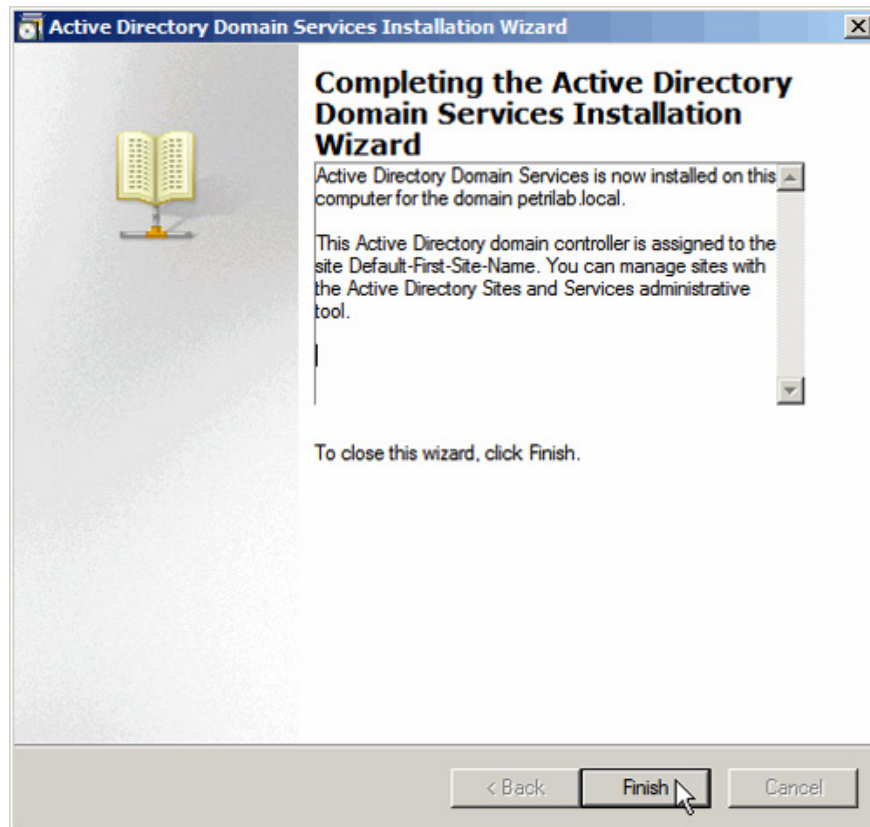 Active Directory Domain Services Installation Wizard
Completing the Active Directory
Domain Services Installation
Wizard
Active Directory Domain Services is now installed on this
computer for the domain petrilab.local.
This Active Directory domain controller is assigned to the
site Default-First-Site-Name. You can manage sites with
the Active Directory Sites and Services administrative
tool.
To close this wizard, click Finish.
< Back
Finish
Cancel